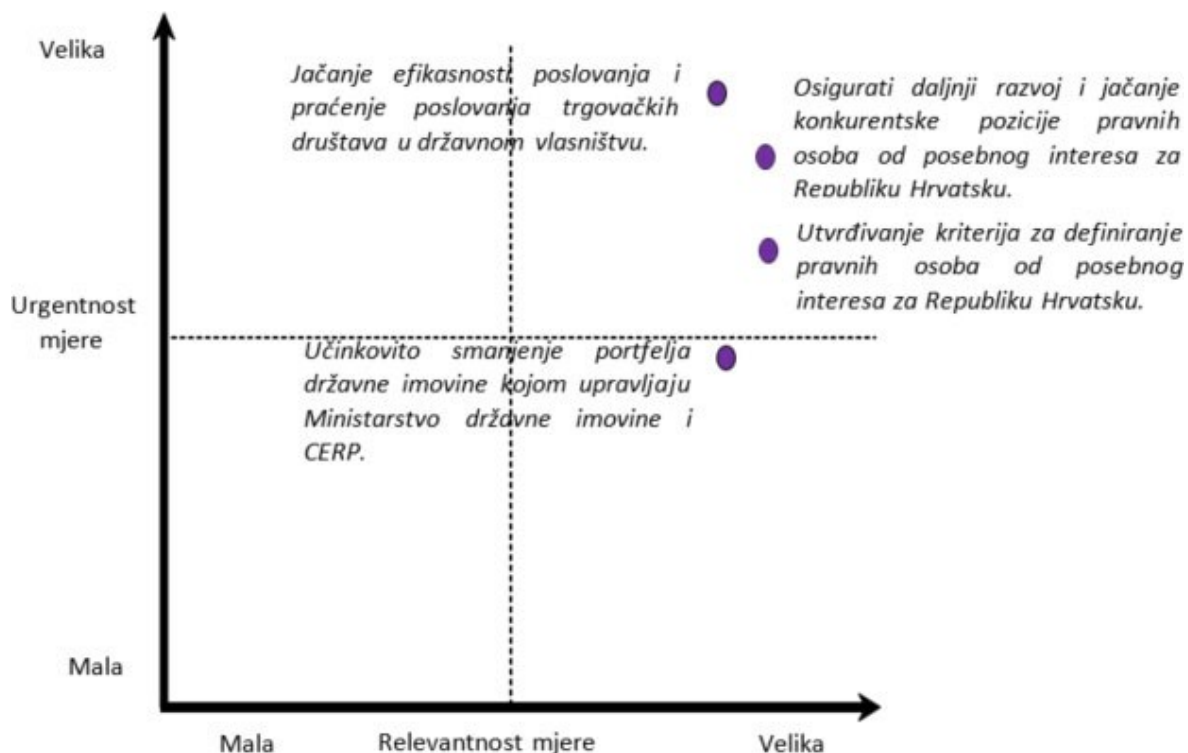 Velika
Jačanje efikasnosti poslovanja i
praćenje poslovanja trgovačkih
društava u državnom vlasništvu.
Osigurati daljnji razvoj i jačanje
konkurentske pozicije pravnih
osoba od posebnog interesa za
Republiku Hrvatsku.
Utvrđivanje kriterija za definiranje
pravnih osoba od posebnog
interesa za Republiku Hrvatsku.
Urgentnost
mjere
Učinkovito smanjenje portfelja
državne imovine kojom upravljaju
Ministarstvo državne imovine i
CERP.
Mala
Mala
Relevantnost mjere
Velika